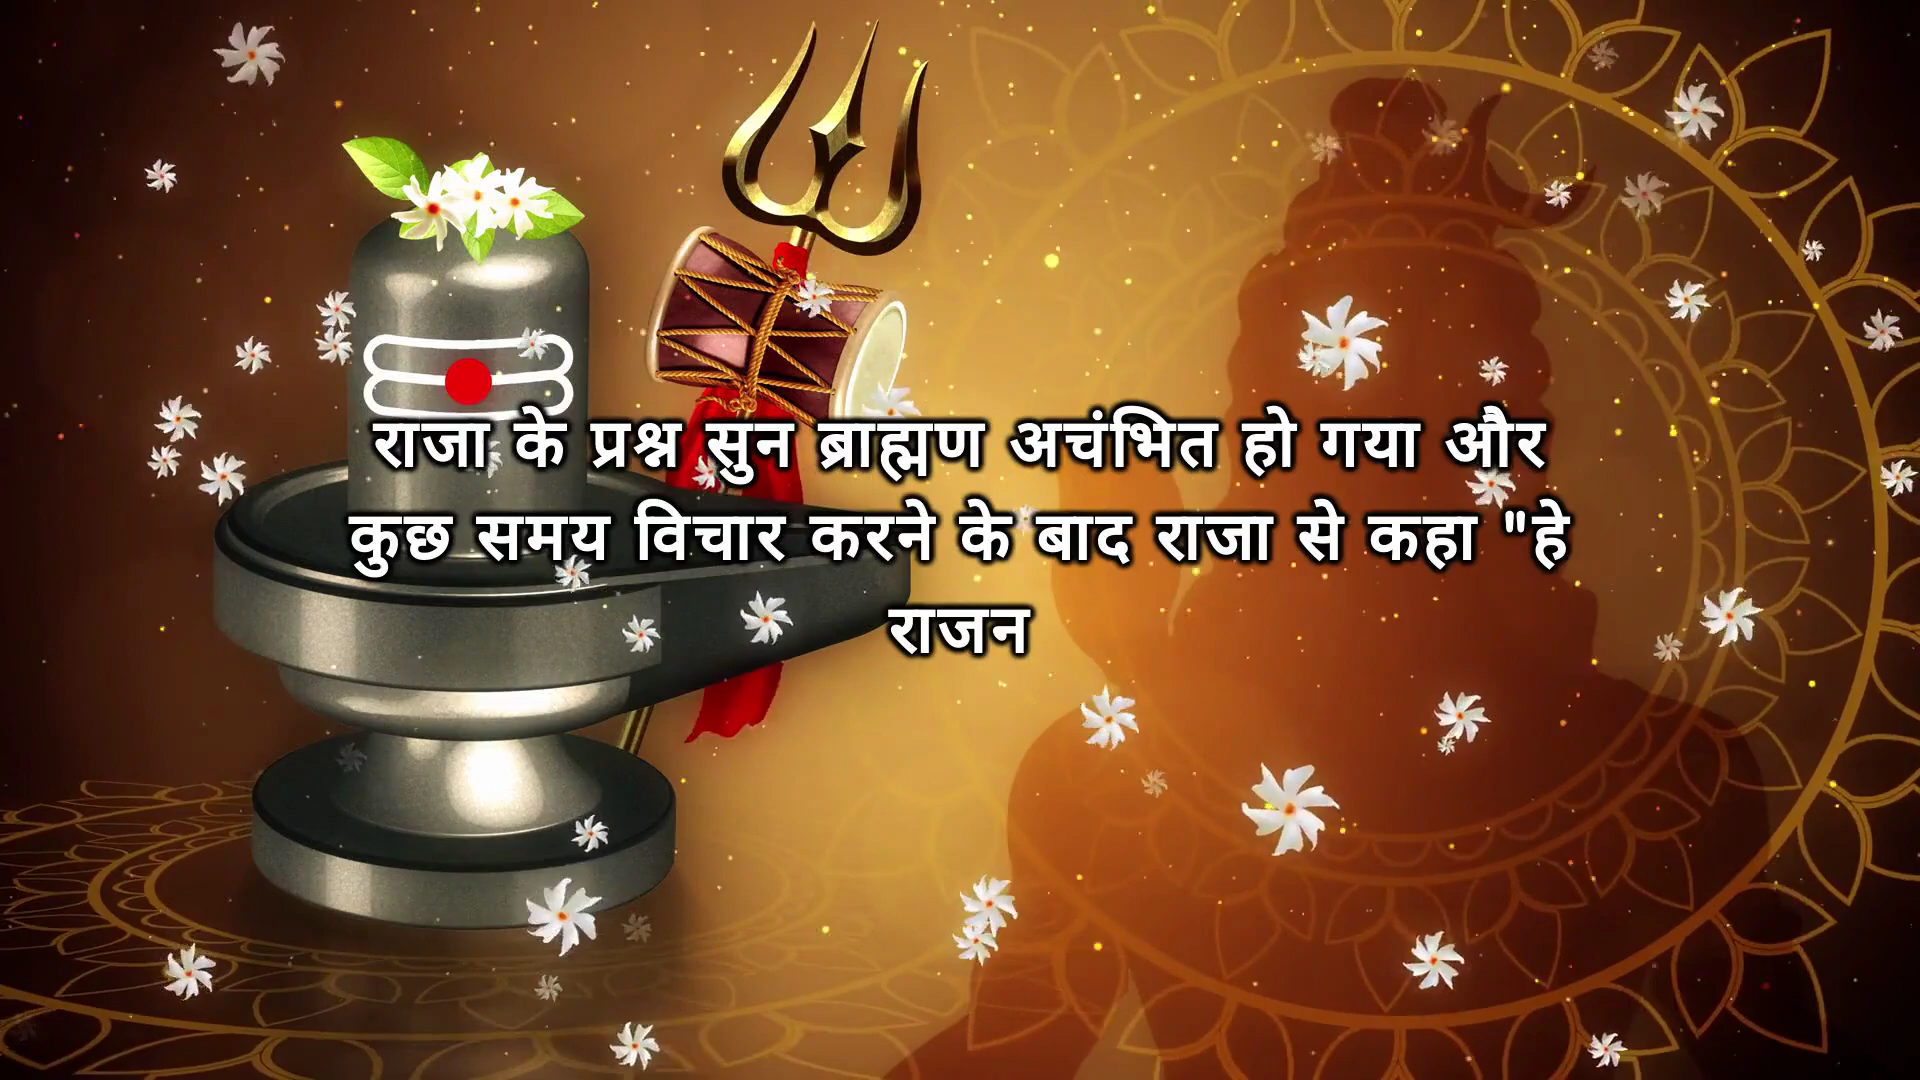 राजा के प्रश्न सुन ब्राह्मण अचंभित हो गया और
कुछ समय विचार करने के बाद राजा से कहा "हे
राजन